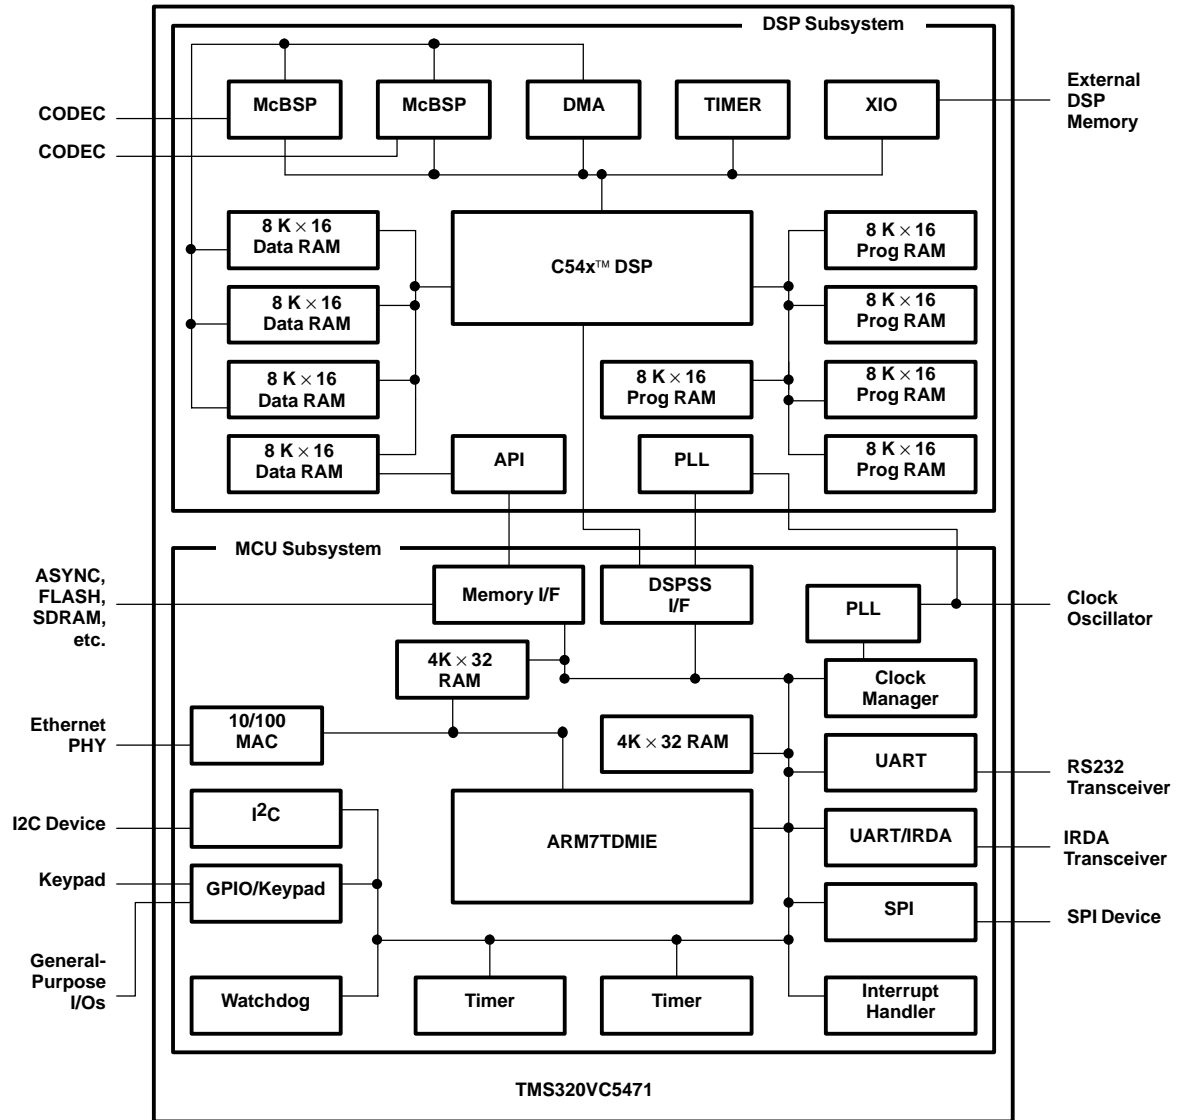 DSP Subsystem
CODEC
CODEC
McBSP
McBSP
DMA
TIMER
XIO
External
DSP
Memory
8 K × 16
Data RAM
8 K × 16
Data RAM
8 K × 16
Data RAM
8 K × 16
Data RAM
C54x™ DSP
8 K × 16
Prog RAM
8 K × 16
Prog RAM
8 K × 16
Prog RAM
8 K × 16
Prog RAM
8 K × 16
Prog RAM
API
PLL
MCU Subsystem
ASYNC,
FLASH,
SDRAM,
etc.
Memory I/F
DSPSS
I/F
PLL
Clock
Oscillator
4K × 32
RAM
Clock
Manager
Ethernet
PHY
10/100
MAC
4K × 32 RAM
UART
RS232
Transceiver
I2C Device
I2C
ARM7TDMIE
UART/IRDA
IRDA
Transceiver
Keypad
GPIO/Keypad
SPI
SPI Device
General-
Purpose
I/Os
Watchdog
Timer
Timer
Interrupt
Handler
TMS320VC5471